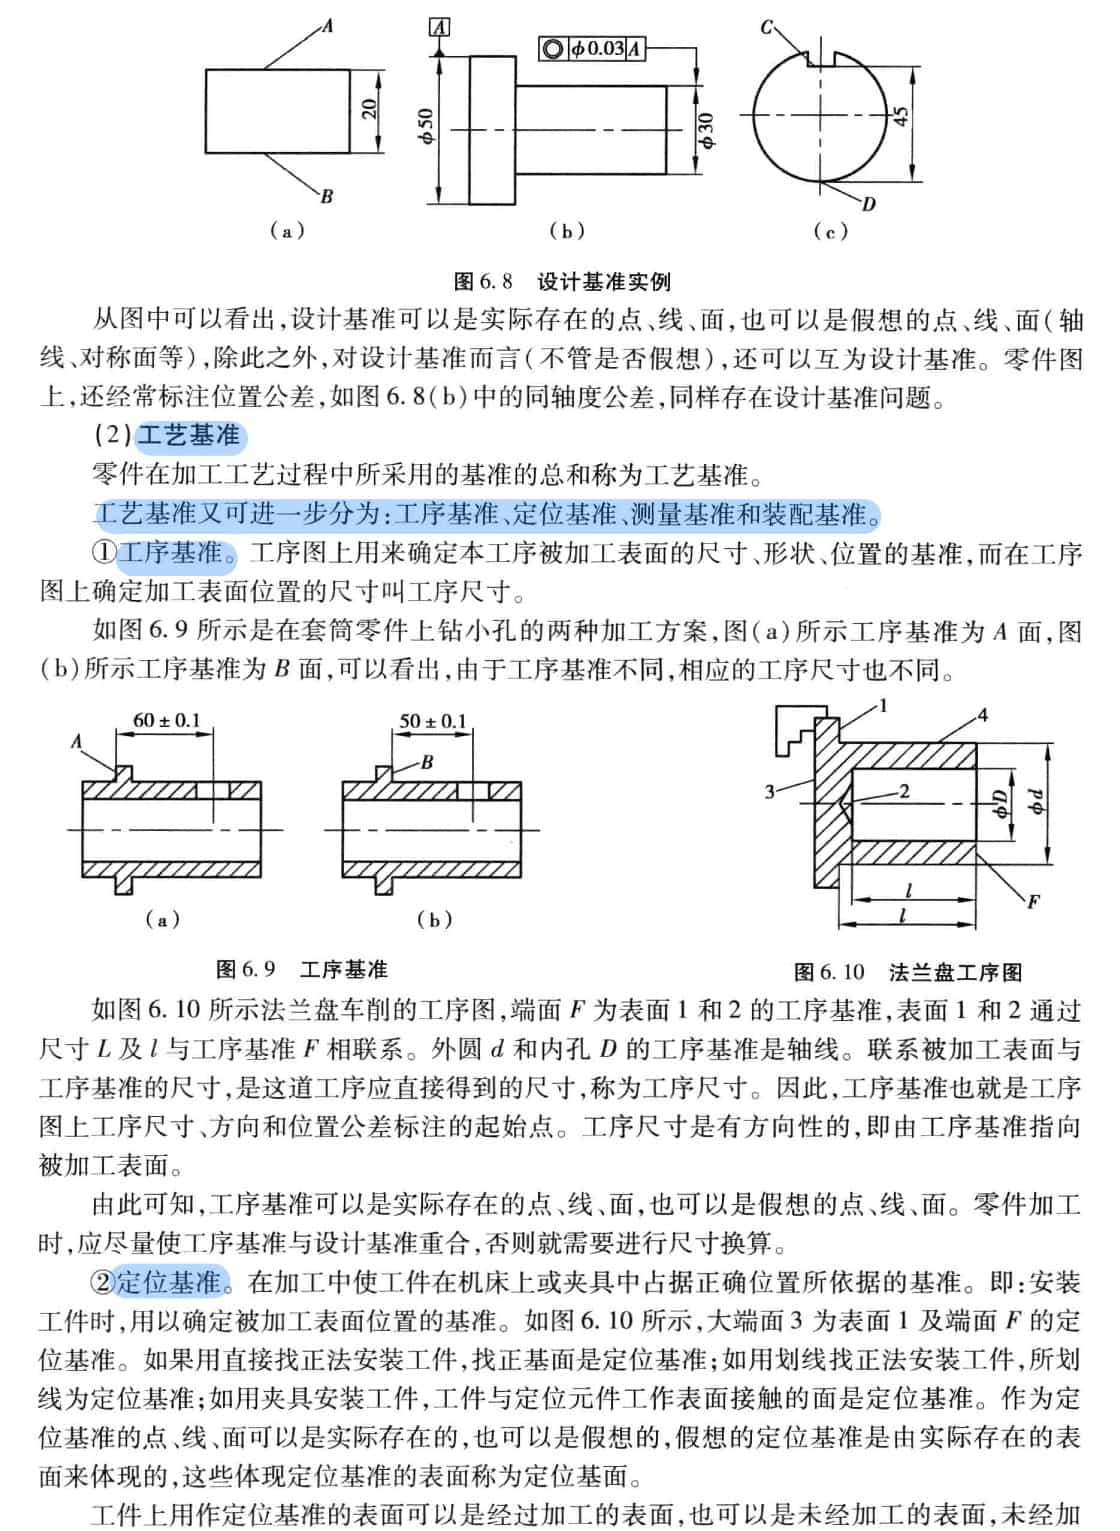 A
B
20
(a)
A
◎ ϕ0.03 A
ϕ50
ϕ30
(b)
C
D
45
(c)
图6.8 设计基准实例
从图中可以看出,设计基准可以是实际存在的点、线、面,也可以是假想的点、线、面(轴
线、对称面等),除此之外,对设计基准而言(不管是否假想),还可以互为设计基准。零件图
上,还经常标注位置公差,如图6.8(b)中的同轴度公差,同样存在设计基准问题。
(2)工艺基准
零件在加工工艺过程中所采用的基准的总和称为工艺基准。
工艺基准又可进一步分为:工序基准、定位基准、测量基准和装配基准。
①工序基准。工序图上用来确定本工序被加工表面的尺寸、形状、位置的基准,而在工序
图上确定加工表面位置的尺寸叫工序尺寸。
如图6.9所示是在套筒零件上钻小孔的两种加工方案,图(a)所示工序基准为A面,图
(b)所示工序基准为B面,可以看出,由于工序基准不同,相应的工序尺寸也不同。
60±0.1
A
(a)
50±0.1
B
(b)
图6.9 工序基准
1
4
3
2
ϕD
ϕd
l
l
F
图6.10 法兰盘工序图
如图6.10所示法兰盘车削的工序图,端面F为表面1和2的工序基准,表面1和2通过
尺寸L及l与工序基准F相联系。外圆d和内孔D的工序基准是轴线。联系被加工表面与
工序基准的尺寸,是这道工序应直接得到的尺寸,称为工序尺寸。因此,工序基准也就是工序
图上工序尺寸、方向和位置公差标注的起始点。工序尺寸是有方向性的,即由工序基准指向
被加工表面。
由此可知,工序基准可以是实际存在的点、线、面,也可以是假想的点、线、面。零件加工
时,应尽量使工序基准与设计基准重合,否则就需要进行尺寸换算。
②定位基准。在加工中使工件在机床上或夹具中占据正确位置所依据的基准。即:安装
工件时,用以确定被加工表面位置的基准。如图6.10所示,大端面3为表面1及端面F的定
位基准。如果用直接找正法安装工件,找正基面是定位基准;如用划线找正法安装工件,所划
线为定位基准;如用夹具安装工件,工件与定位元件工作表面接触的面是定位基准。作为定
位基准的点、线、面可以是实际存在的,也可以是假想的,假想的定位基准是由实际存在的表
面来体现的,这些体现定位基准的表面称为定位基面。
工件上用作定位基准的表面可以是经过加工的表面,也可以是未经加工的表面,未经加